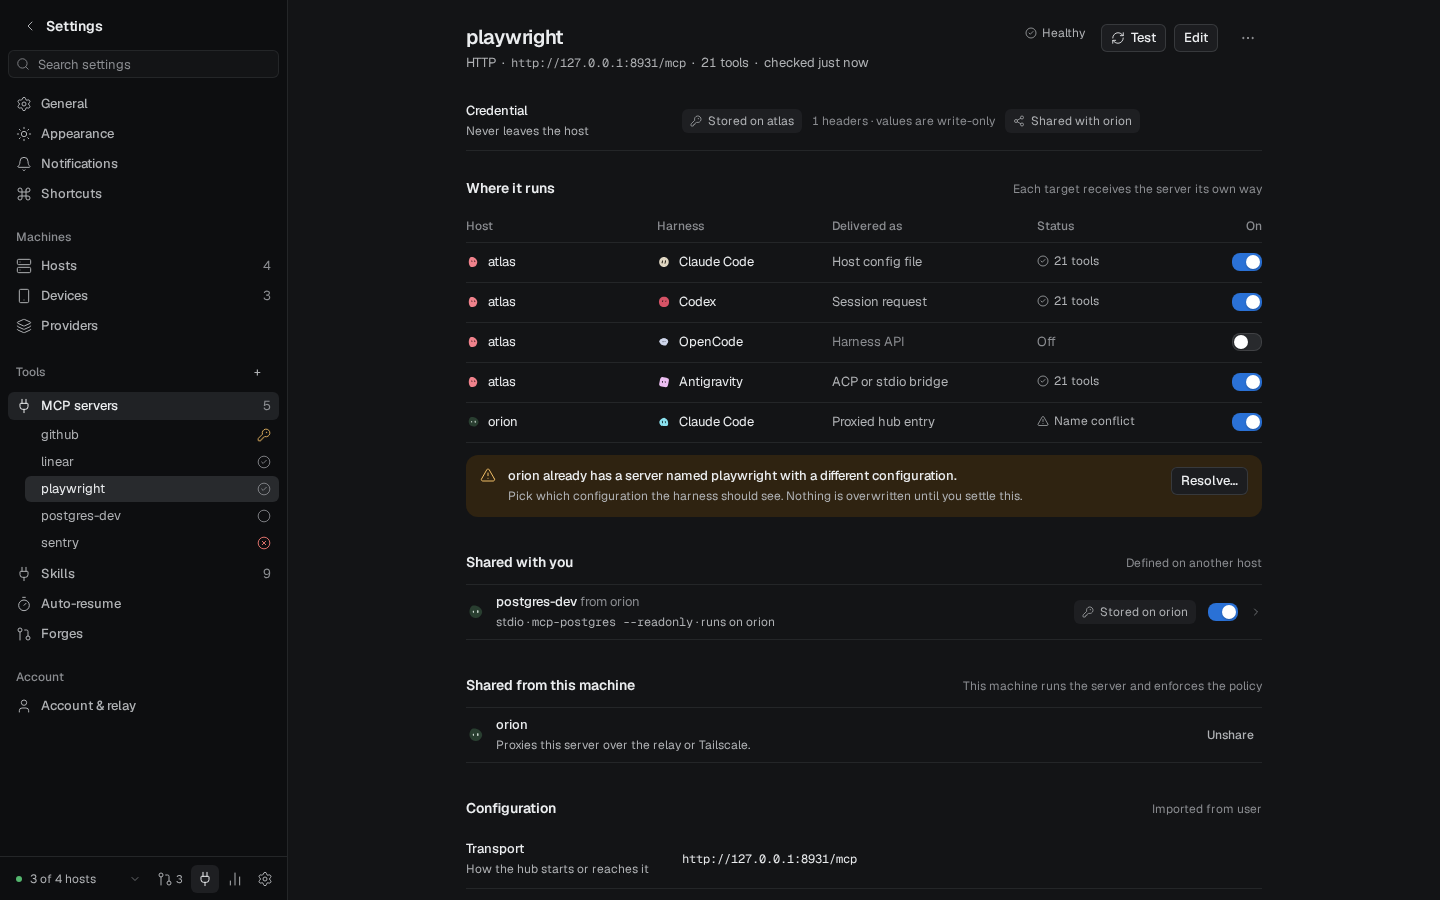 Settings
Search settings
General
Appearance
Notifications
Shortcuts
Machines
Hosts 4
Devices 3
Providers
Tools +
MCP servers 5
github
linear
playwright
postgres-dev
sentry
Skills 9
Auto-resume
Forges
Account
Account & relay
3 of 4 hosts 3
playwright
Healthy Test Edit ...
HTTP · http://127.0.0.1:8931/mcp · 21 tools · checked just now
Credential
Never leaves the host
Stored on atlas 1 headers · values are write-only Shared with orion
Where it runs Each target receives the server its own way
Host Harness Delivered as Status On
atlas Claude Code Host config file 21 tools
atlas Codex Session request 21 tools
atlas OpenCode Harness API Off
atlas Antigravity ACP or stdio bridge 21 tools
orion Claude Code Proxied hub entry Name conflict
orion already has a server named playwright with a different configuration.
Pick which configuration the harness should see. Nothing is overwritten until you settle this.
Resolve...
Shared with you Defined on another host
postgres-dev from orion
stdio · mcp-postgres --readonly · runs on orion
Stored on orion
Shared from this machine This machine runs the server and enforces the policy
orion
Proxies this server over the relay or Tailscale.
Unshare
Configuration Imported from user
Transport
How the hub starts or reaches it
http://127.0.0.1:8931/mcp